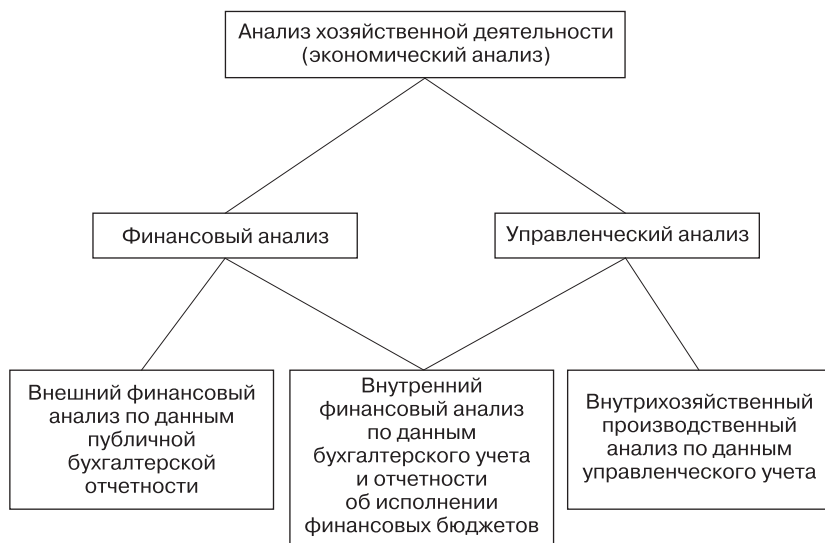 Анализ хозяйственной деятельности
(экономический анализ)
Финансовый анализ
Управленческий анализ
Внешний финансовый
анализ по данным
публичной
бухгалтерской
отчетности
Внутренний
финансовый анализ
по данным
бухгалтерского учета
и отчетности
об исполнении
финансовых бюджетов
Внутрихозяйственный
производственный
анализ по данным
управленческого учета